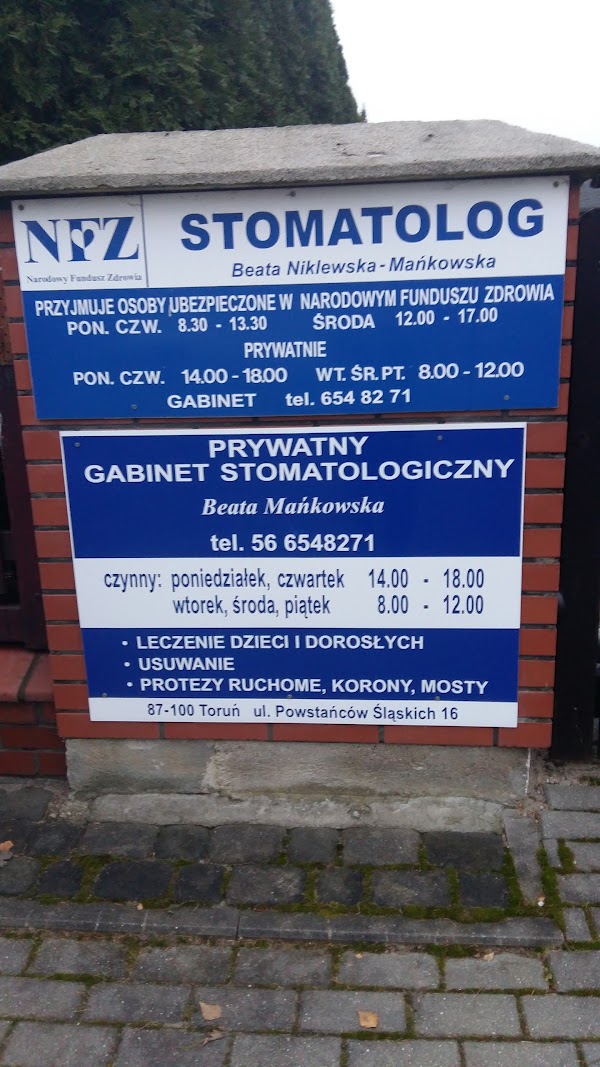 NFZ
Narodowy Fundusz Zdrowia
STOMATOLOG
Beata Niklewska-Mańkowska
PRZYJMUJE OSOBY UBEZPIECZONE W NARODOWYM FUNDUSZU ZDROWIA
PON. CZW. 8.30 - 13.30 ŚRODA 12.00 - 17.00
PRYWATNIE
PON. CZW. 14.00 - 18.00 WT. ŚR. PT. 8.00 - 12.00
GABINET tel. 654 82 71
PRYWATNY
GABINET STOMATOLOGICZNY
Beata Mańkowska
tel. 56 6548271
czynny: poniedziałek, czwartek 14.00 - 18.00
wtorek, środa, piątek 8.00 - 12.00
• LECZENIE DZIECI I DOROSŁYCH
• USUWANIE
• PROTEZY RUCHOME, KORONY, MOSTY
87-100 Toruń ul. Powstańców Śląskich 16